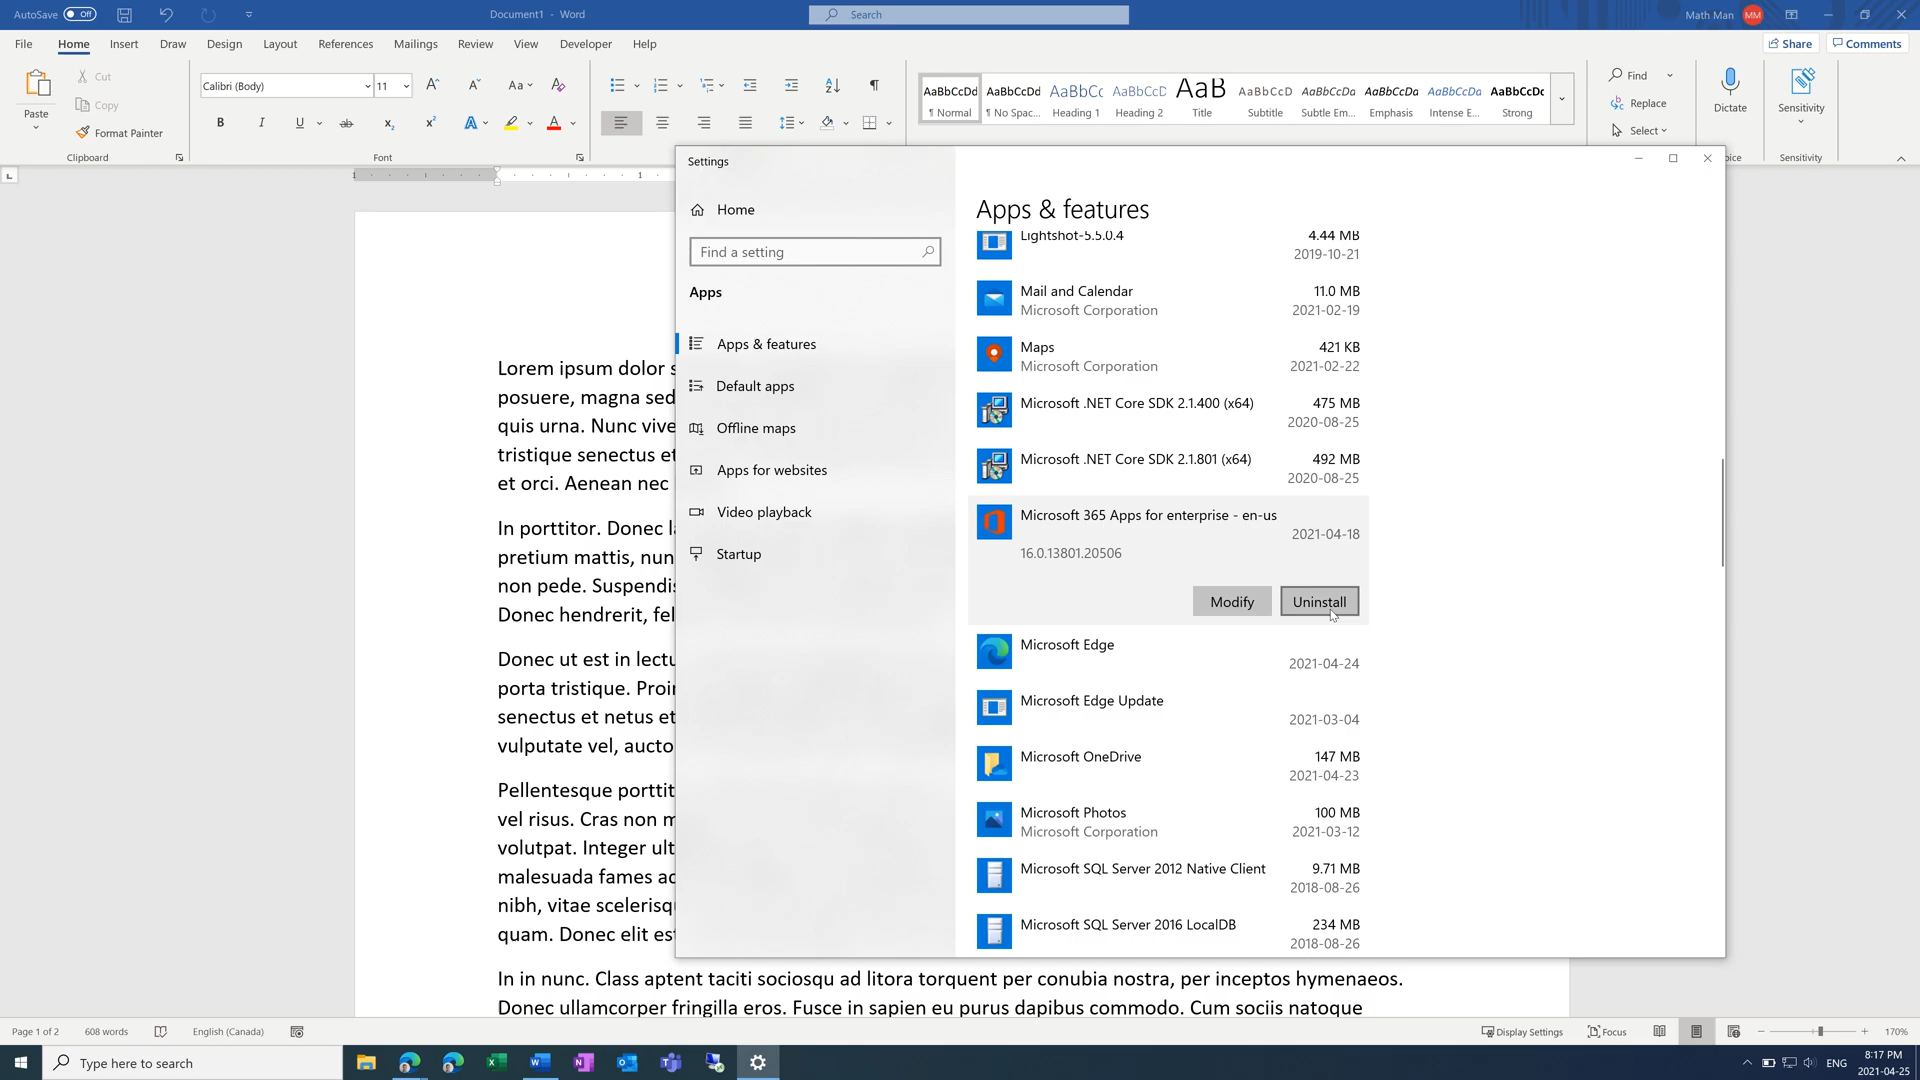 AutoSave Off
Document1 - Word
Search
Math Man MM
File Home Insert Draw Design Layout References Mailings Review View Developer Help
Share Comments
Paste
Cut
Copy
Format Painter
Clipboard
Calibri (Body) 11
Font
AaBbCcDd AaBbCcDd AaBbCc AaBbCcD AaB AaBbCcD AaBbCcDa AaBbCcDa AaBbCcDa AaBbCcDc
¶ Normal ¶ No Spac... Heading 1 Heading 2 Title Subtitle Subtle Em... Emphasis Intense E... Strong
Find
Replace
Select
Dictate
Sensitivity
Sensitivity
Settings
Home
Find a setting
Apps
Apps & features
Default apps
Offline maps
Apps for websites
Video playback
Startup
Apps & features
Lightshot-5.5.0.4 4.44 MB
2019-10-21
Mail and Calendar 11.0 MB
Microsoft Corporation 2021-02-19
Maps 421 KB
Microsoft Corporation 2021-02-22
Microsoft .NET Core SDK 2.1.400 (x64) 475 MB
2020-08-25
Microsoft .NET Core SDK 2.1.801 (x64) 492 MB
2020-08-25
Microsoft 365 Apps for enterprise - en-us
2021-04-18
16.0.13801.20506
Modify Uninstall
Microsoft Edge
2021-04-24
Microsoft Edge Update
2021-03-04
Microsoft OneDrive 147 MB
2021-04-23
Microsoft Photos 100 MB
Microsoft Corporation 2021-03-12
Microsoft SQL Server 2012 Native Client 9.71 MB
2018-08-26
Microsoft SQL Server 2016 LocalDB 234 MB
2018-08-26
Lorem ipsum dolor s
posuere, magna sed
quis urna. Nunc vive
tristique senectus et
et orci. Aenean nec
In porttitor. Donec la
pretium mattis, nun
non pede. Suspendis
Donec hendrerit, fel
Donec ut est in lectu
porta tristique. Proin
senectus et netus et
vulputate vel, aucto
Pellentesque porttit
vel risus. Cras non m
volutpat. Integer ult
malesuada fames ac
nibh, vitae scelerisqu
quam. Donec elit est
In in nunc. Class aptent taciti sociosqu ad litora torquent per conubia nostra, per inceptos hymenaeos.
Donec ullamcorper fringilla eros. Fusce in sapien eu purus dapibus commodo. Cum sociis natoque
Page 1 of 2 608 words English (Canada)
Display Settings Focus 170%
Type here to search
ENG
8:17 PM
2021-04-25